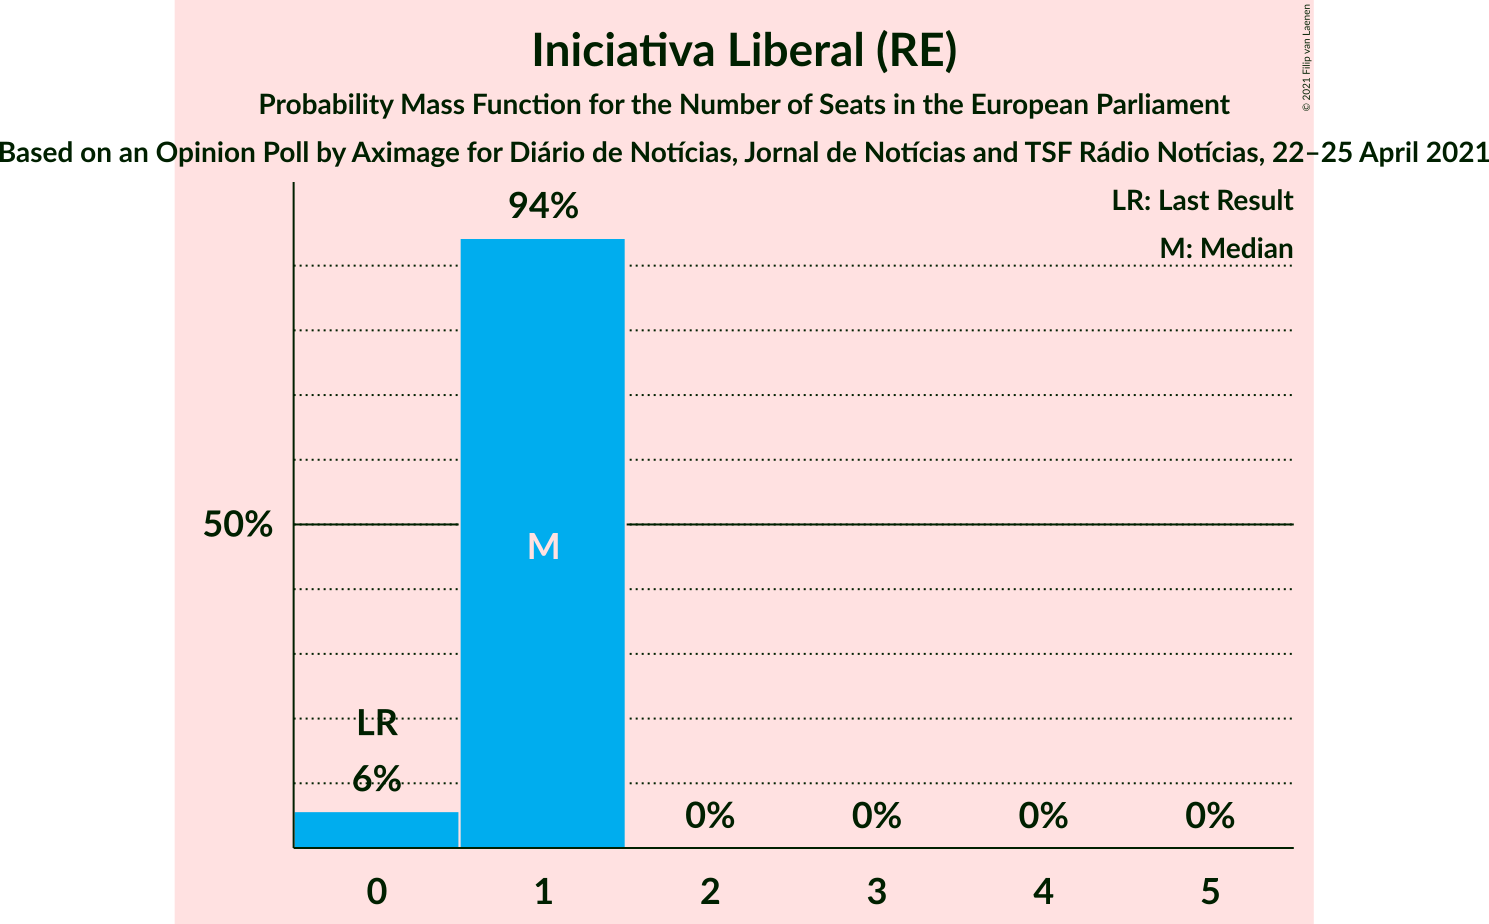 Iniciativa Liberal (RE)
Probability Mass Function for the Number of Seats in the European Parliament
Based on an Opinion Poll by Aximage for Diário de Notícias, Jornal de Notícias and TSF Rádio Notícias, 22–25 April 2021
© 2021 Filip van Laenen
LR: Last Result
M: Median
94%
50%
M
LR
6%
0% 0% 0% 0%
0 1 2 3 4 5